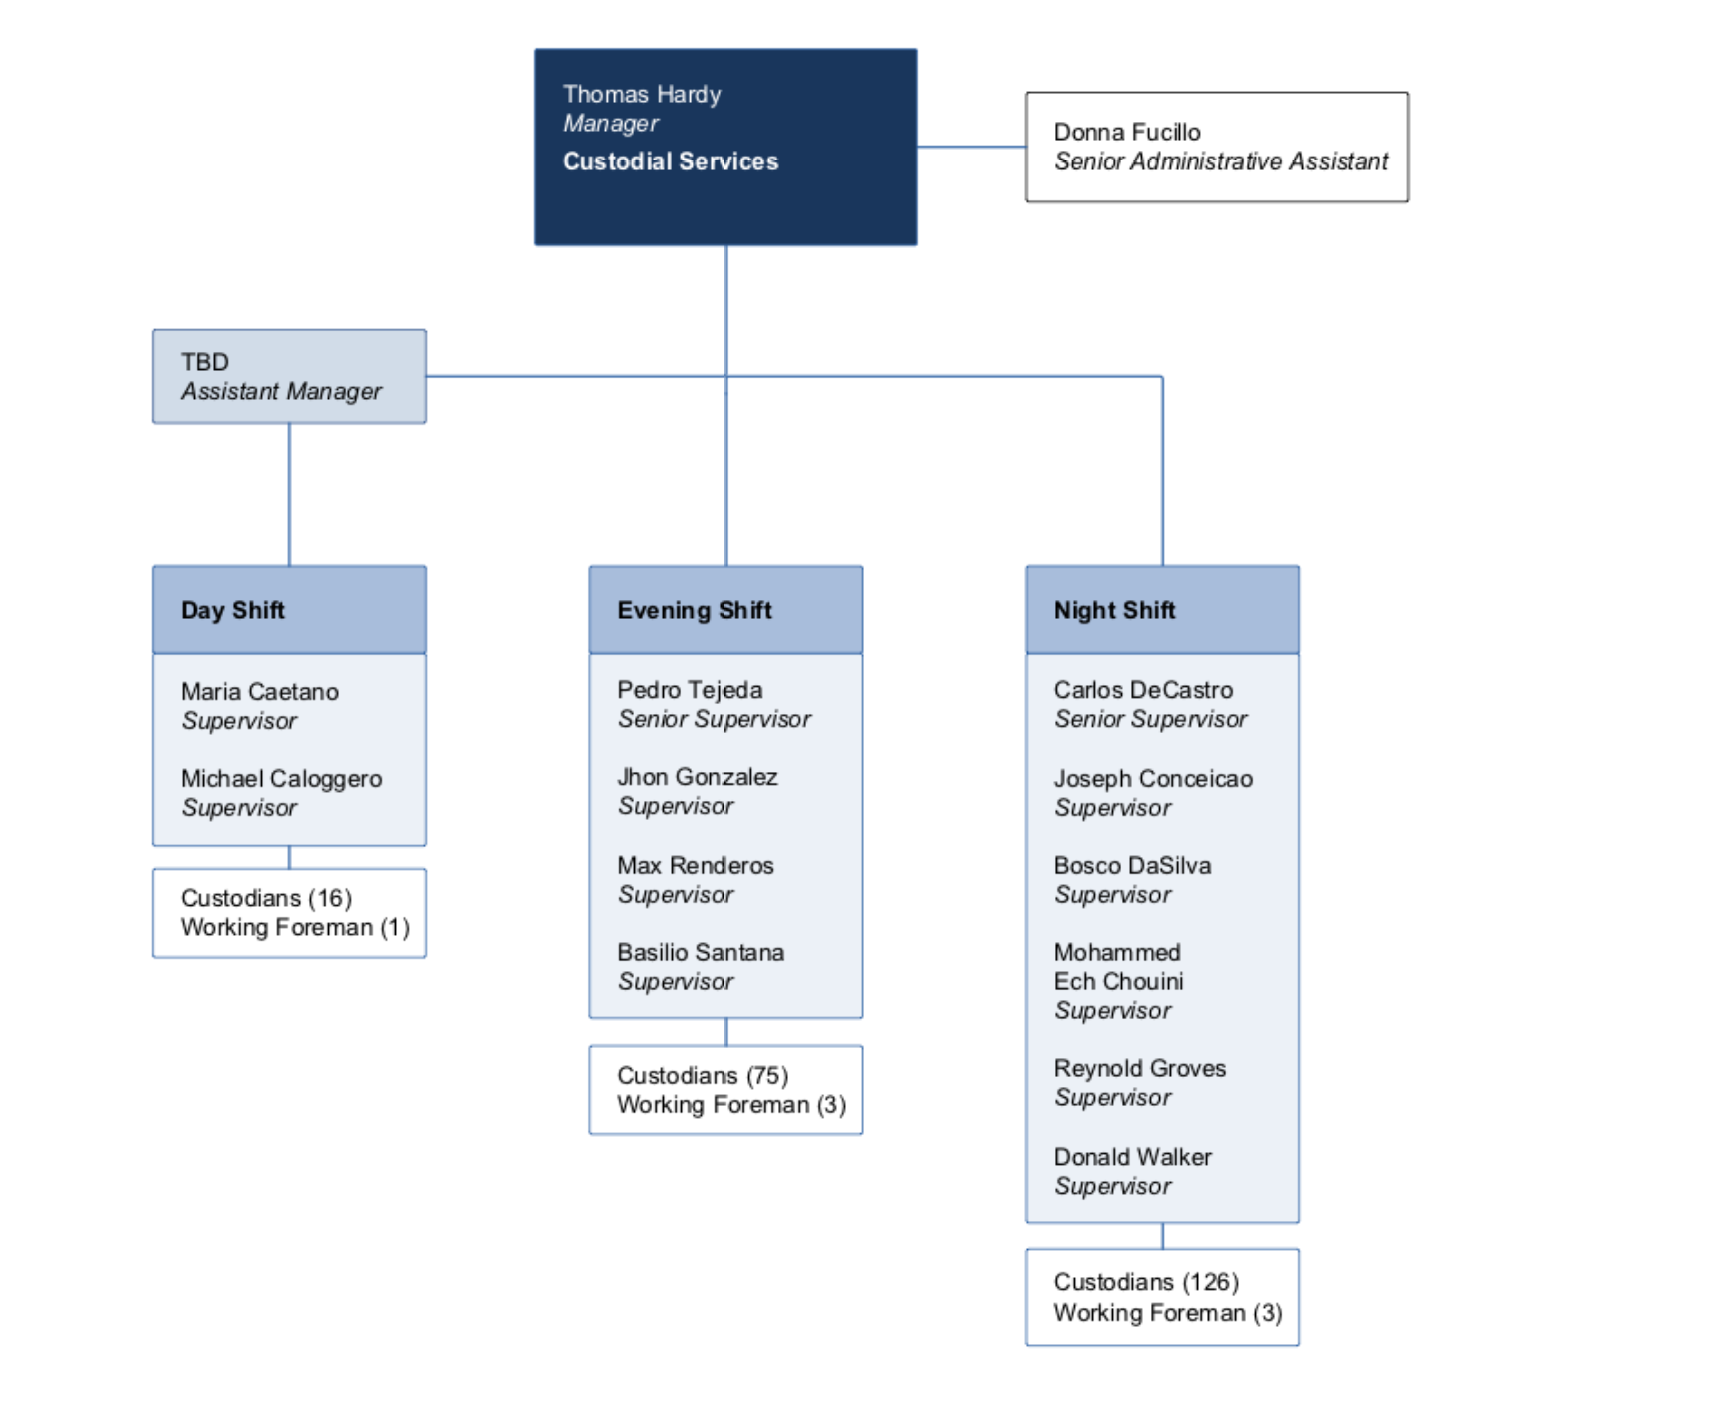 Thomas Hardy
Manager
Custodial Services
Donna Fucillo
Senior Administrative Assistant
TBD
Assistant Manager
Day Shift
Maria Caetano
Supervisor
Michael Caloggero
Supervisor
Custodians (16)
Working Foreman (1)
Evening Shift
Pedro Tejeda
Senior Supervisor
Jhon Gonzalez
Supervisor
Max Renderos
Supervisor
Basilio Santana
Supervisor
Custodians (75)
Working Foreman (3)
Night Shift
Carlos DeCastro
Senior Supervisor
Joseph Conceicao
Supervisor
Bosco DaSilva
Supervisor
Mohammed
Ech Chouini
Supervisor
Reynold Groves
Supervisor
Donald Walker
Supervisor
Custodians (126)
Working Foreman (3)